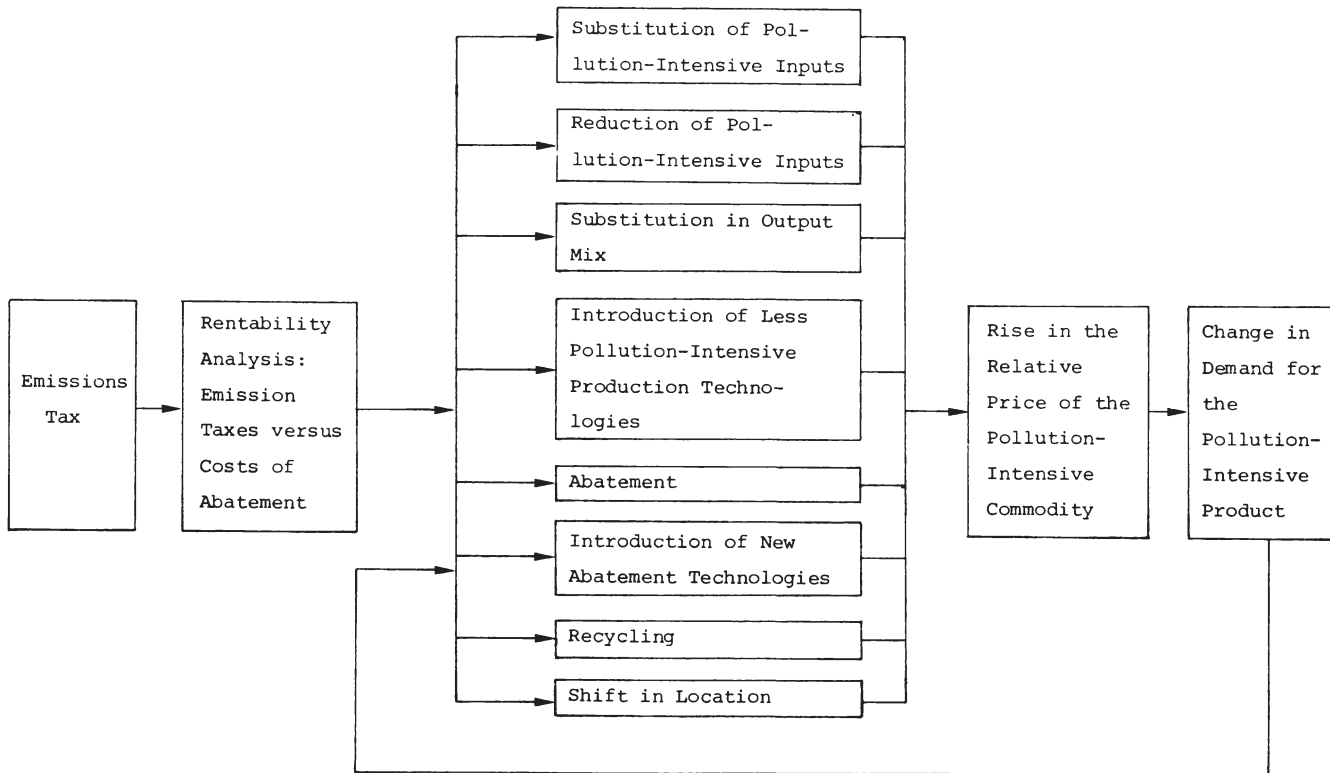 Emissions
Tax
Rentability
Analysis:
Emission
Taxes versus
Costs of
Abatement
Substitution of Pol-
lution-Intensive Inputs
Reduction of Pol-
lution-Intensive Inputs
Substitution in Output
Mix
Introduction of Less
Pollution-Intensive
Production Techno-
logies
Abatement
Introduction of New
Abatement Technologies
Recycling
Shift in Location
Rise in the
Relative
Price of the
Pollution-
Intensive
Commodity
Change in
Demand for
the
Pollution-
Intensive
Product